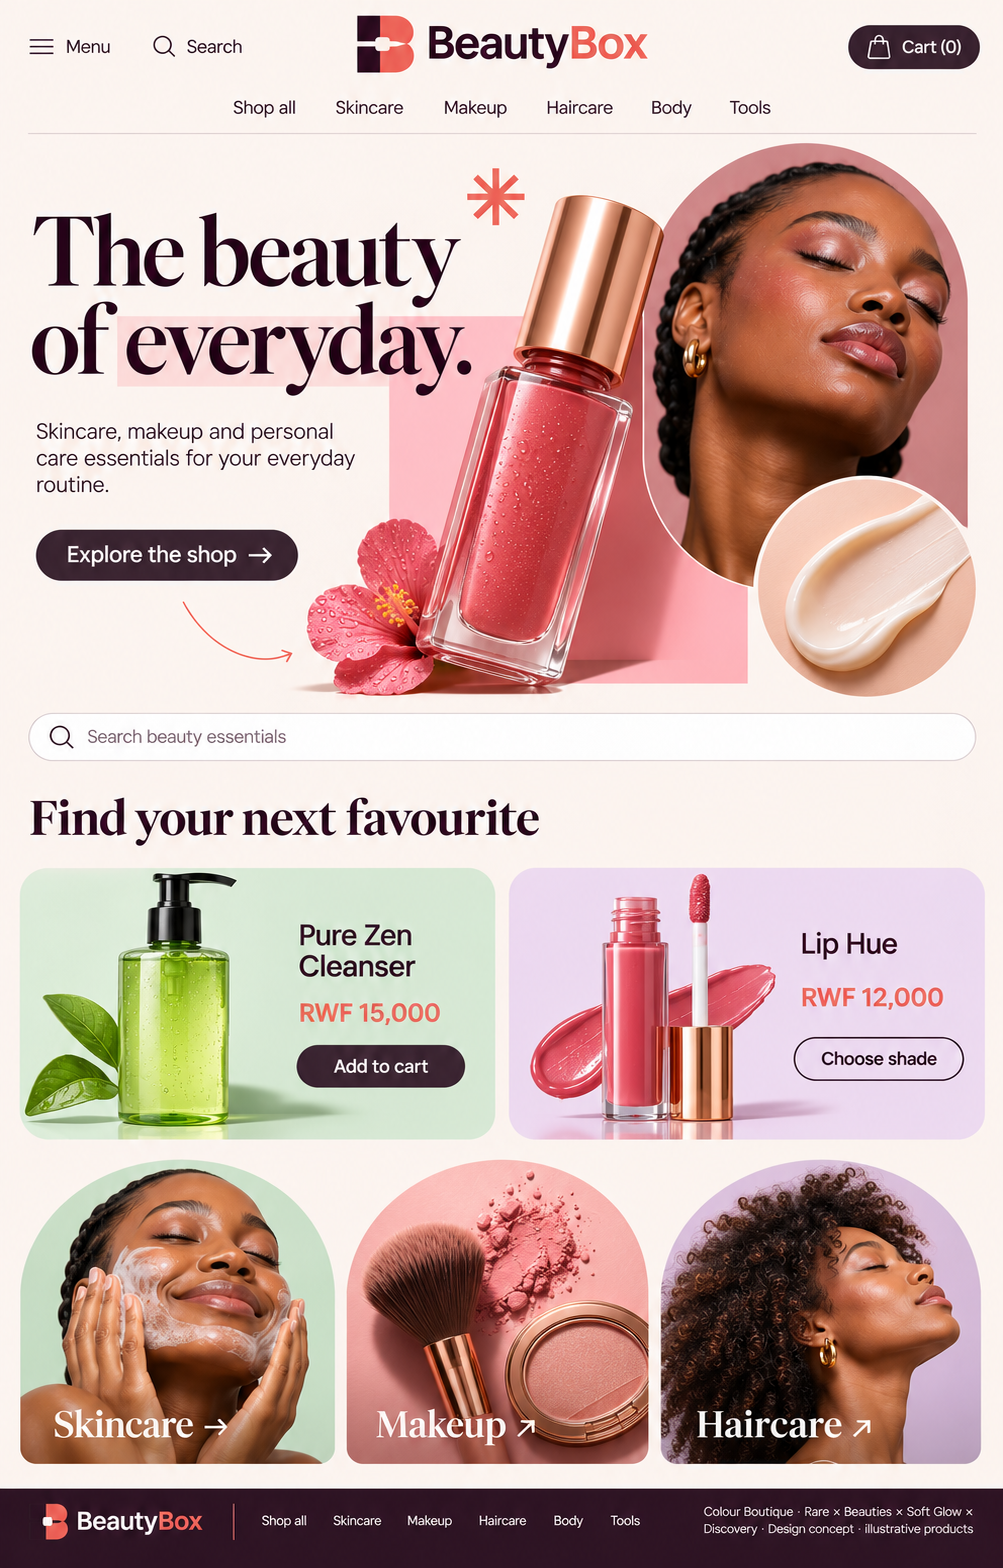 Menu
Search
BeautyBox
Cart (0)
Shop all
Skincare
Makeup
Haircare
Body
Tools
The beauty
of everyday.
Skincare, makeup and personal
care essentials for your everyday
routine.
Explore the shop →
Search beauty essentials
Find your next favourite
Pure Zen
Cleanser
RWF 15,000
Add to cart
Lip Hue
RWF 12,000
Choose shade
Skincare →
Makeup ↗
Haircare ↗
BeautyBox
Shop all
Skincare
Makeup
Haircare
Body
Tools
Colour Boutique · Rare × Beauties × Soft Glow ×
Discovery · Design concept · illustrative products